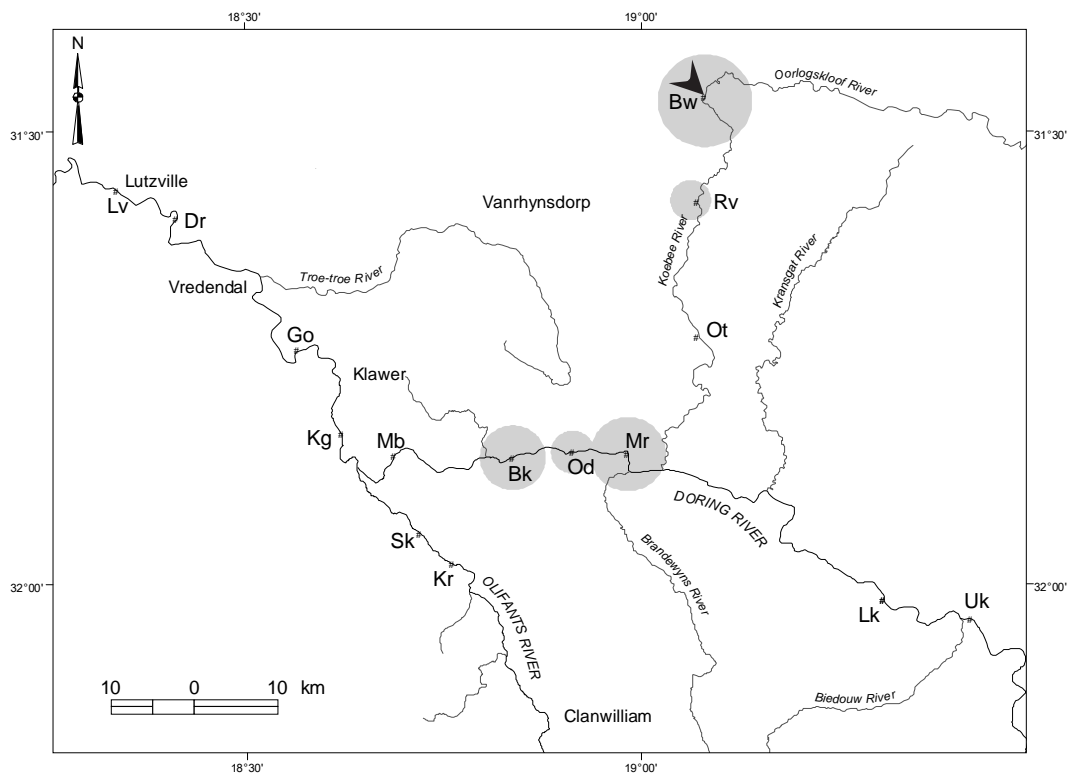 18°30'
19°00'
N
Oorlogskloof River
Bw
31°30'
31°30'
Lutzville
Lv
Dr
Vanrhynsdorp
Rv
Koebee River
Kransgat River
Troe-troe River
Vredendal
Go
Ot
Klawer
Kg
Mb
Bk
Od
Mr
DORING RIVER
Sk
Brandewyns River
Kr
32°00'
32°00'
OLIFANTS RIVER
Lk
Uk
10 0 10 km
Biedouw River
Clanwilliam
18°30'
19°00'